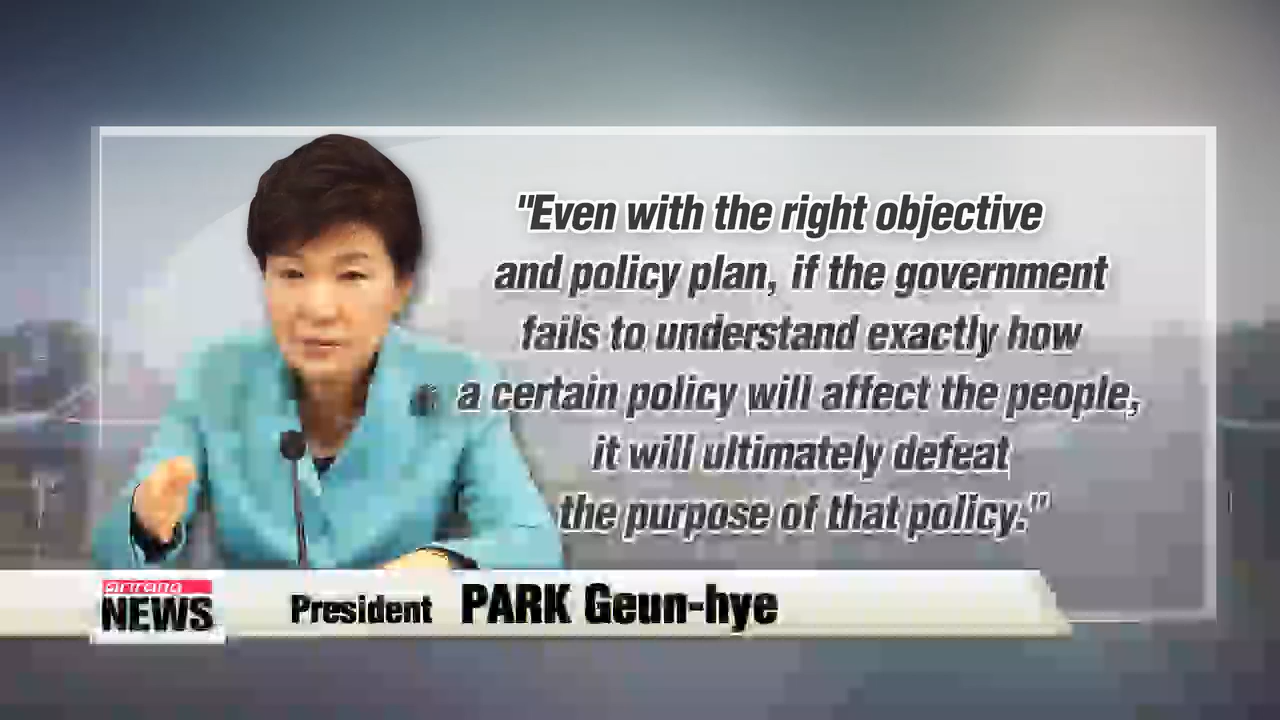 "Even with the right objective
and policy plan, if the government
fails to understand exactly how
a certain policy will affect the people,
it will ultimately defeat
the purpose of that policy."
arirang
NEWS
President PARK Geun-hye